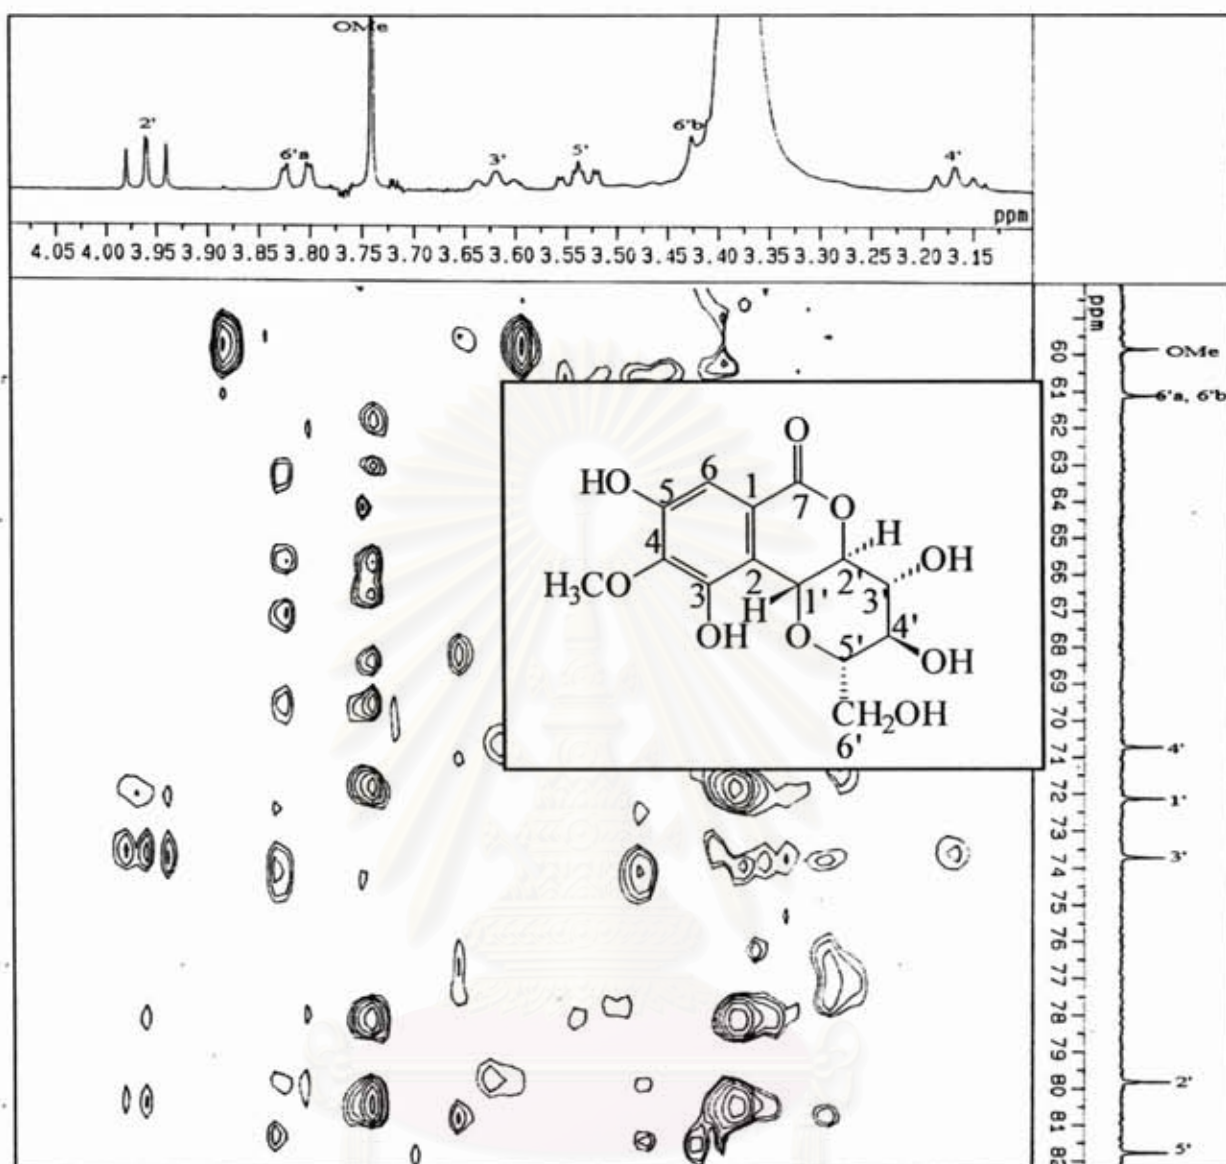 OMe
2' 6'a 3' 5' 6'b 4'
ppm
4.05 4.00 3.95 3.90 3.85 3.80 3.75 3.70 3.65 3.60 3.55 3.50 3.45 3.40 3.35 3.30 3.25 3.20 3.15
ppm
60
61
62
63
64
65
66
67
68
69
70
71
72
73
74
75
76
77
78
79
80
81
82
OMe
6'a, 6'b
4'
1'
3'
2'
5'
O
HO 5 6 1 7 O
4 H OH
H3CO 3 2 H 1' 2' 3'
OH O 5' 4' OH
CH2OH
6'